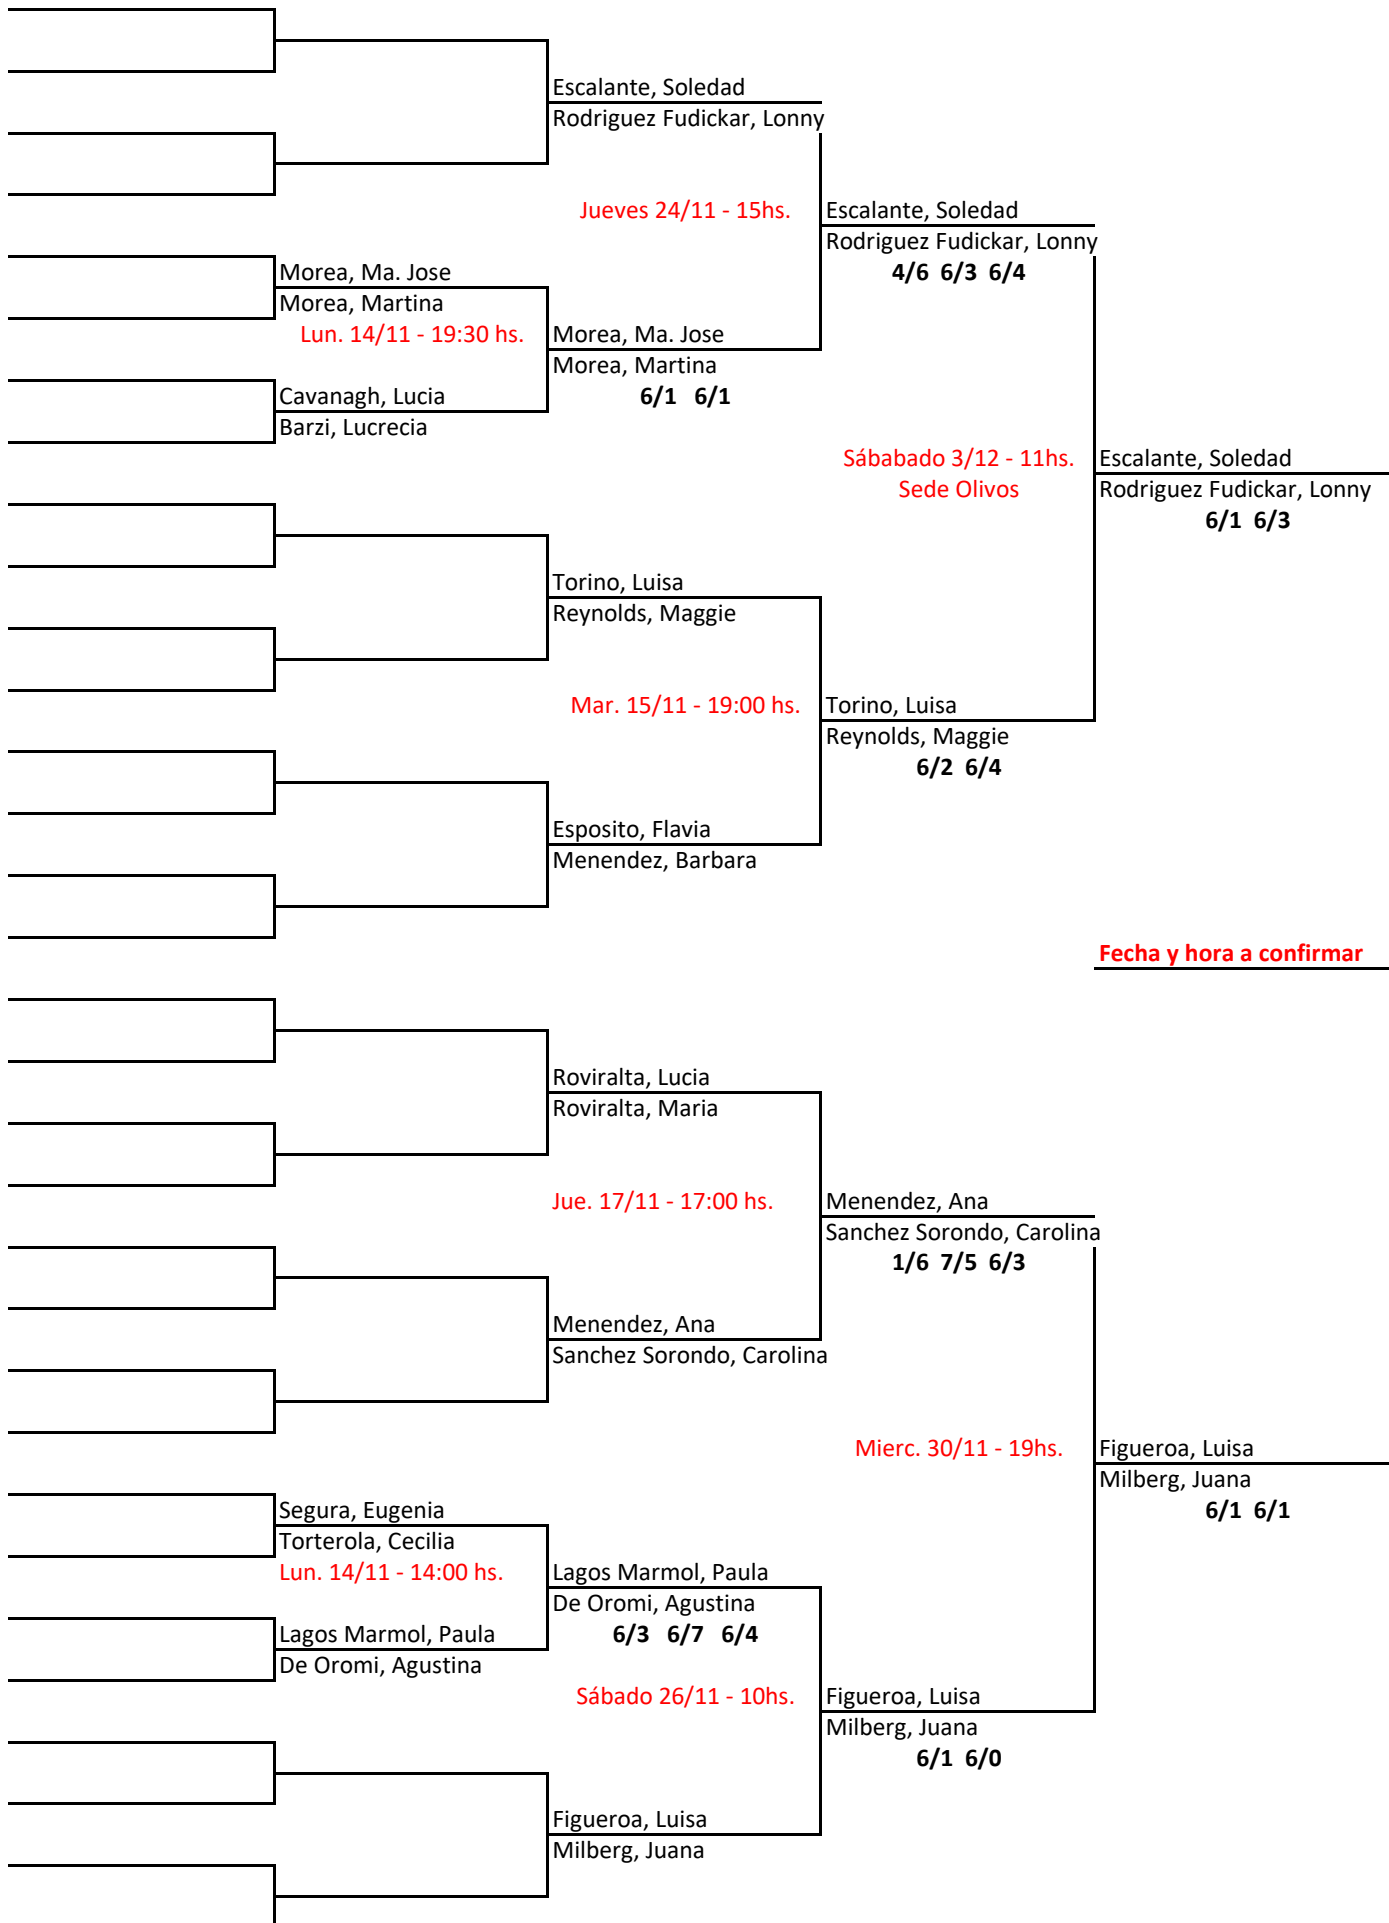 Escalante, Soledad
Rodriguez Fudickar, Lonny
Jueves 24/11 - 15hs.
Escalante, Soledad
Rodriguez Fudickar, Lonny
4/6 6/3 6/4
Morea, Ma. Jose
Morea, Martina
Lun. 14/11 - 19:30 hs.
Morea, Ma. Jose
Morea, Martina
6/1 6/1
Cavanagh, Lucia
Barzi, Lucrecia
Sábabado 3/12 - 11hs.
Sede Olivos
Escalante, Soledad
Rodriguez Fudickar, Lonny
6/1 6/3
Torino, Luisa
Reynolds, Maggie
Mar. 15/11 - 19:00 hs.
Torino, Luisa
Reynolds, Maggie
6/2 6/4
Esposito, Flavia
Menendez, Barbara
Fecha y hora a confirmar
Roviralta, Lucia
Roviralta, Maria
Jue. 17/11 - 17:00 hs.
Menendez, Ana
Sanchez Sorondo, Carolina
1/6 7/5 6/3
Menendez, Ana
Sanchez Sorondo, Carolina
Mierc. 30/11 - 19hs.
Figueroa, Luisa
Milberg, Juana
6/1 6/1
Segura, Eugenia
Torterola, Cecilia
Lun. 14/11 - 14:00 hs.
Lagos Marmol, Paula
De Oromi, Agustina
6/3 6/7 6/4
Lagos Marmol, Paula
De Oromi, Agustina
Sábado 26/11 - 10hs.
Figueroa, Luisa
Milberg, Juana
6/1 6/0
Figueroa, Luisa
Milberg, Juana